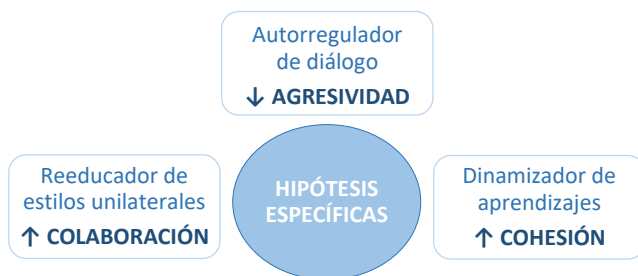 Autorregulador
de diálogo
↓ AGRESIVIDAD
Reeducador de
estilos unilaterales
↑ COLABORACIÓN
HIPÓTESIS
ESPECÍFICAS
Dinamizador de
aprendizajes
↑ COHESIÓN